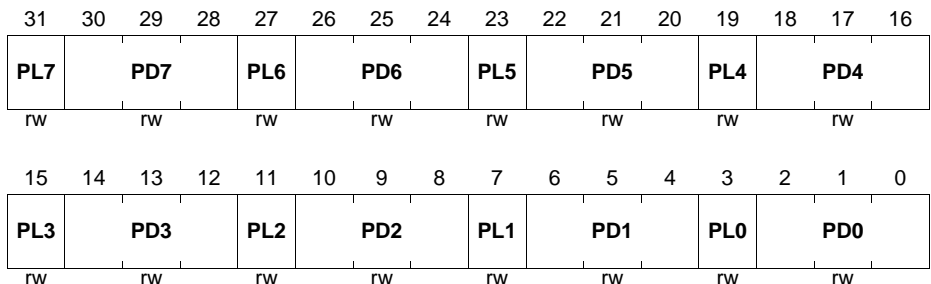 31 30 29 28 27 26 25 24 23 22 21 20 19 18 17 16
PL7 PD7 PL6 PD6 PL5 PD5 PL4 PD4
rw rw rw rw rw rw rw rw
15 14 13 12 11 10 9 8 7 6 5 4 3 2 1 0
PL3 PD3 PL2 PD2 PL1 PD1 PL0 PD0
rw rw rw rw rw rw rw rw